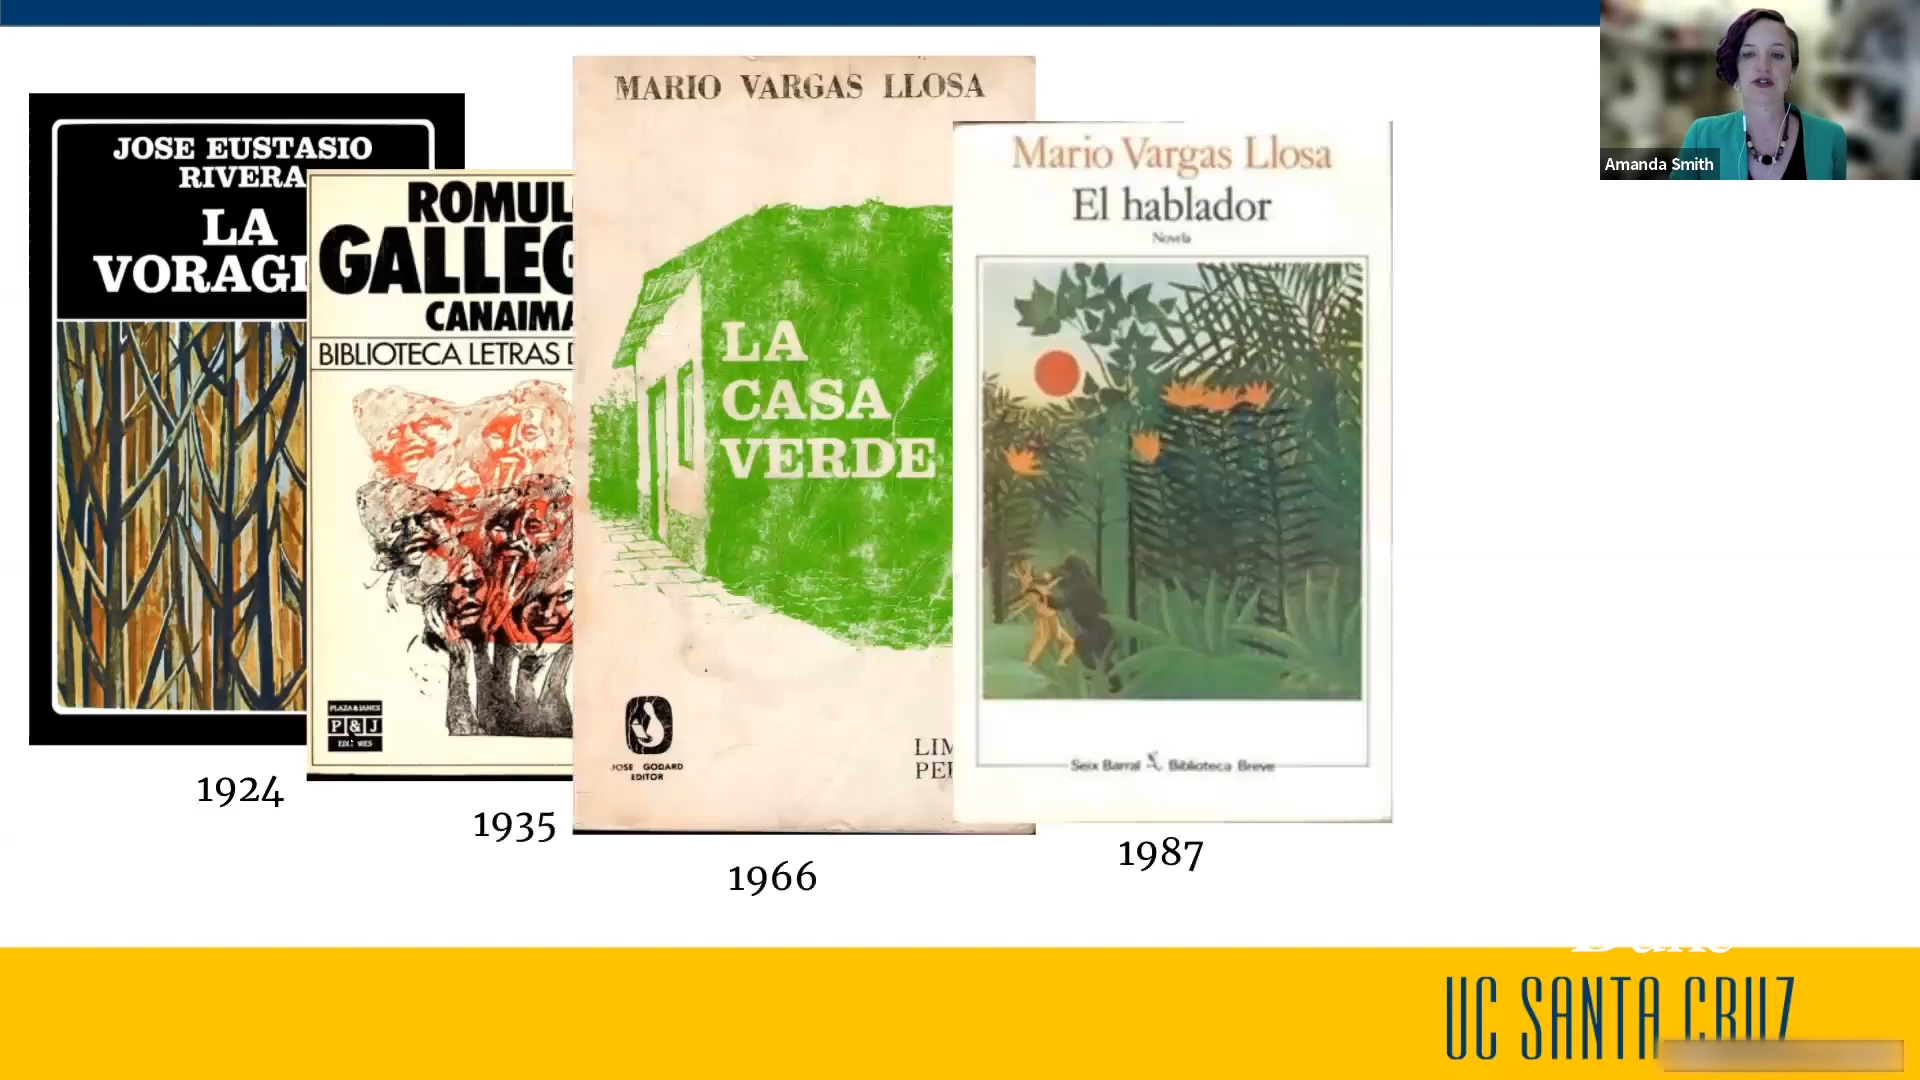 JOSE EUSTASIO
RIVERA
LA
VORAGI
1924
ROMUL
GALLEG
CANAIMA
BIBLIOTECA LETRAS D
PLAZA & JANES
P & J
1935
MARIO VARGAS LLOSA
LA
CASA
VERDE
JOSE GODARD
EDITOR
LIM
PE
1966
Mario Vargas Llosa
El hablador
Novela
Seix Barral Biblioteca Breve
1987
Amanda Smith
UC SANTA CRUZ